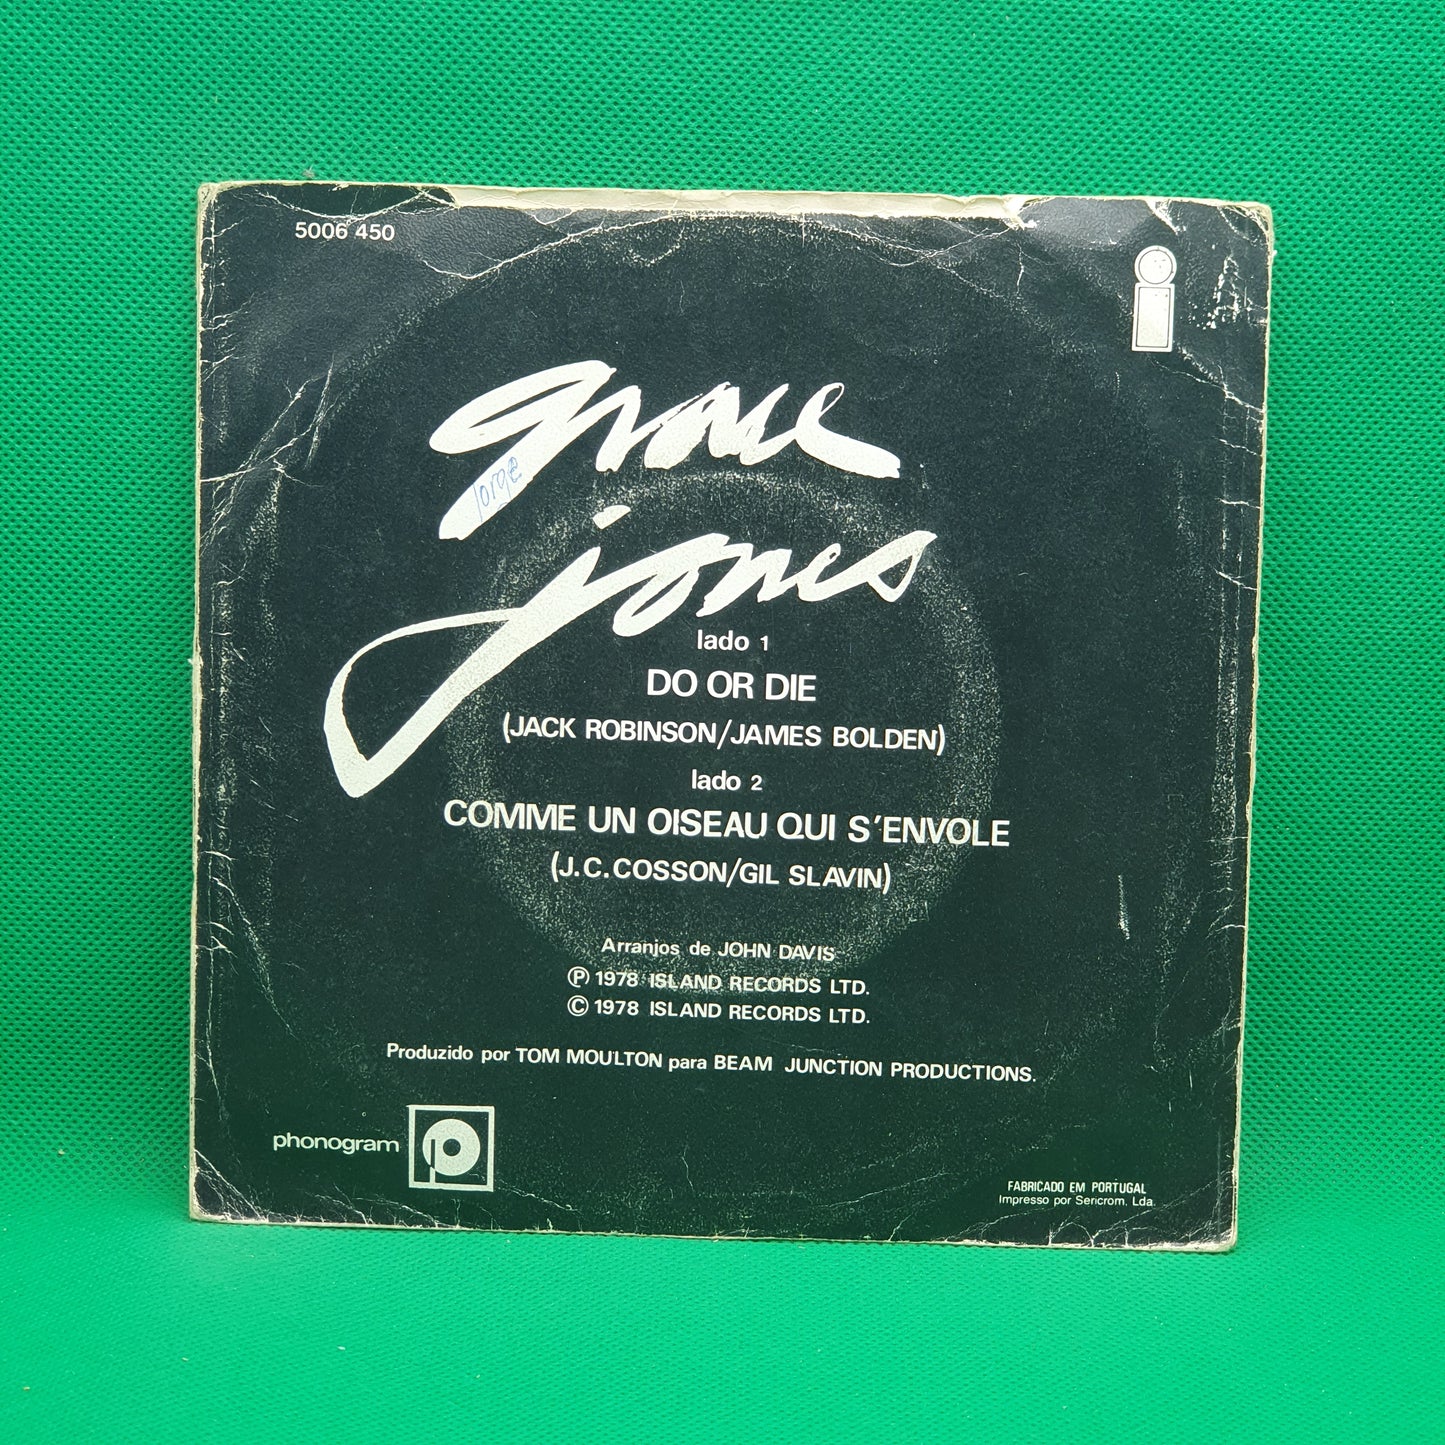 5006 450
grace
Jorge
jones
lado 1
DO OR DIE
(JACK ROBINSON/JAMES BOLDEN)
lado 2
COMME UN OISEAU QUI S'ENVOLE
(J.C.COSSON/GIL SLAVIN)
Arranjos de JOHN DAVIS
Ⓟ 1978 ISLAND RECORDS LTD.
© 1978 ISLAND RECORDS LTD.
Produzido por TOM MOULTON para BEAM JUNCTION PRODUCTIONS.
phonogram
FABRICADO EM PORTUGAL
Impresso por Sericrom, Lda.